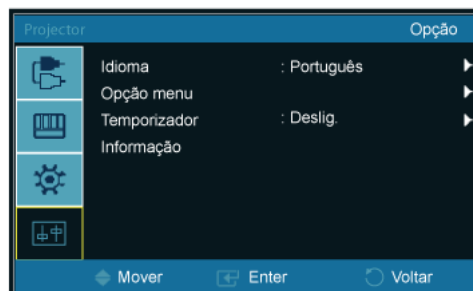 Projector Opção
Idioma : Português
Opção menu
Temporizador : Deslig.
Informação
Mover Enter Voltar